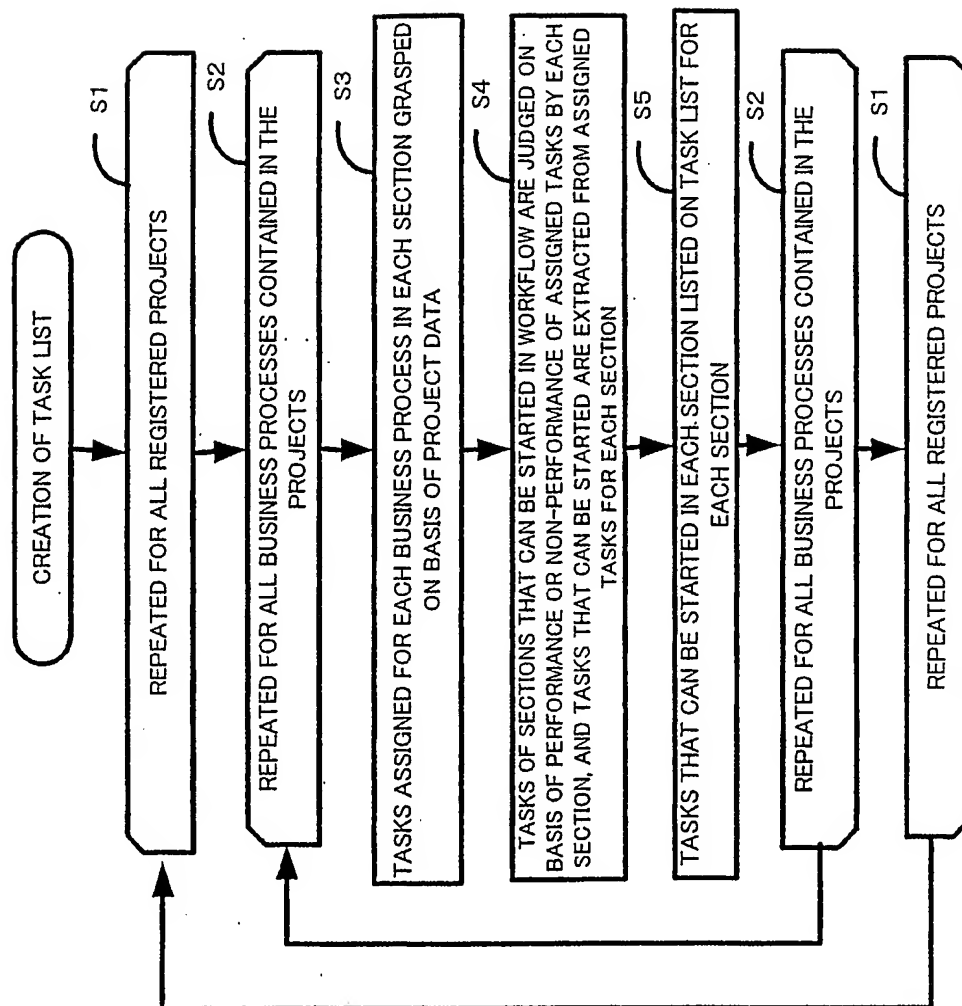 CREATION OF TASK LIST
S1
REPEATED FOR ALL REGISTERED PROJECTS
S2
REPEATED FOR ALL BUSINESS PROCESSES CONTAINED IN THE
PROJECTS
S3
TASKS ASSIGNED FOR EACH BUSINESS PROCESS IN EACH SECTION GRASPED
ON BASIS OF PROJECT DATA
S4
TASKS OF SECTIONS THAT CAN BE STARTED IN WORKFLOW ARE JUDGED ON
BASIS OF PERFORMANCE OR NON-PERFORMANCE OF ASSIGNED TASKS BY EACH
SECTION, AND TASKS THAT CAN BE STARTED ARE EXTRACTED FROM ASSIGNED
TASKS FOR EACH SECTION
S5
TASKS THAT CAN BE STARTED IN EACH SECTION LISTED ON TASK LIST FOR
EACH SECTION
S2
REPEATED FOR ALL BUSINESS PROCESSES CONTAINED IN THE
PROJECTS
S1
REPEATED FOR ALL REGISTERED PROJECTS